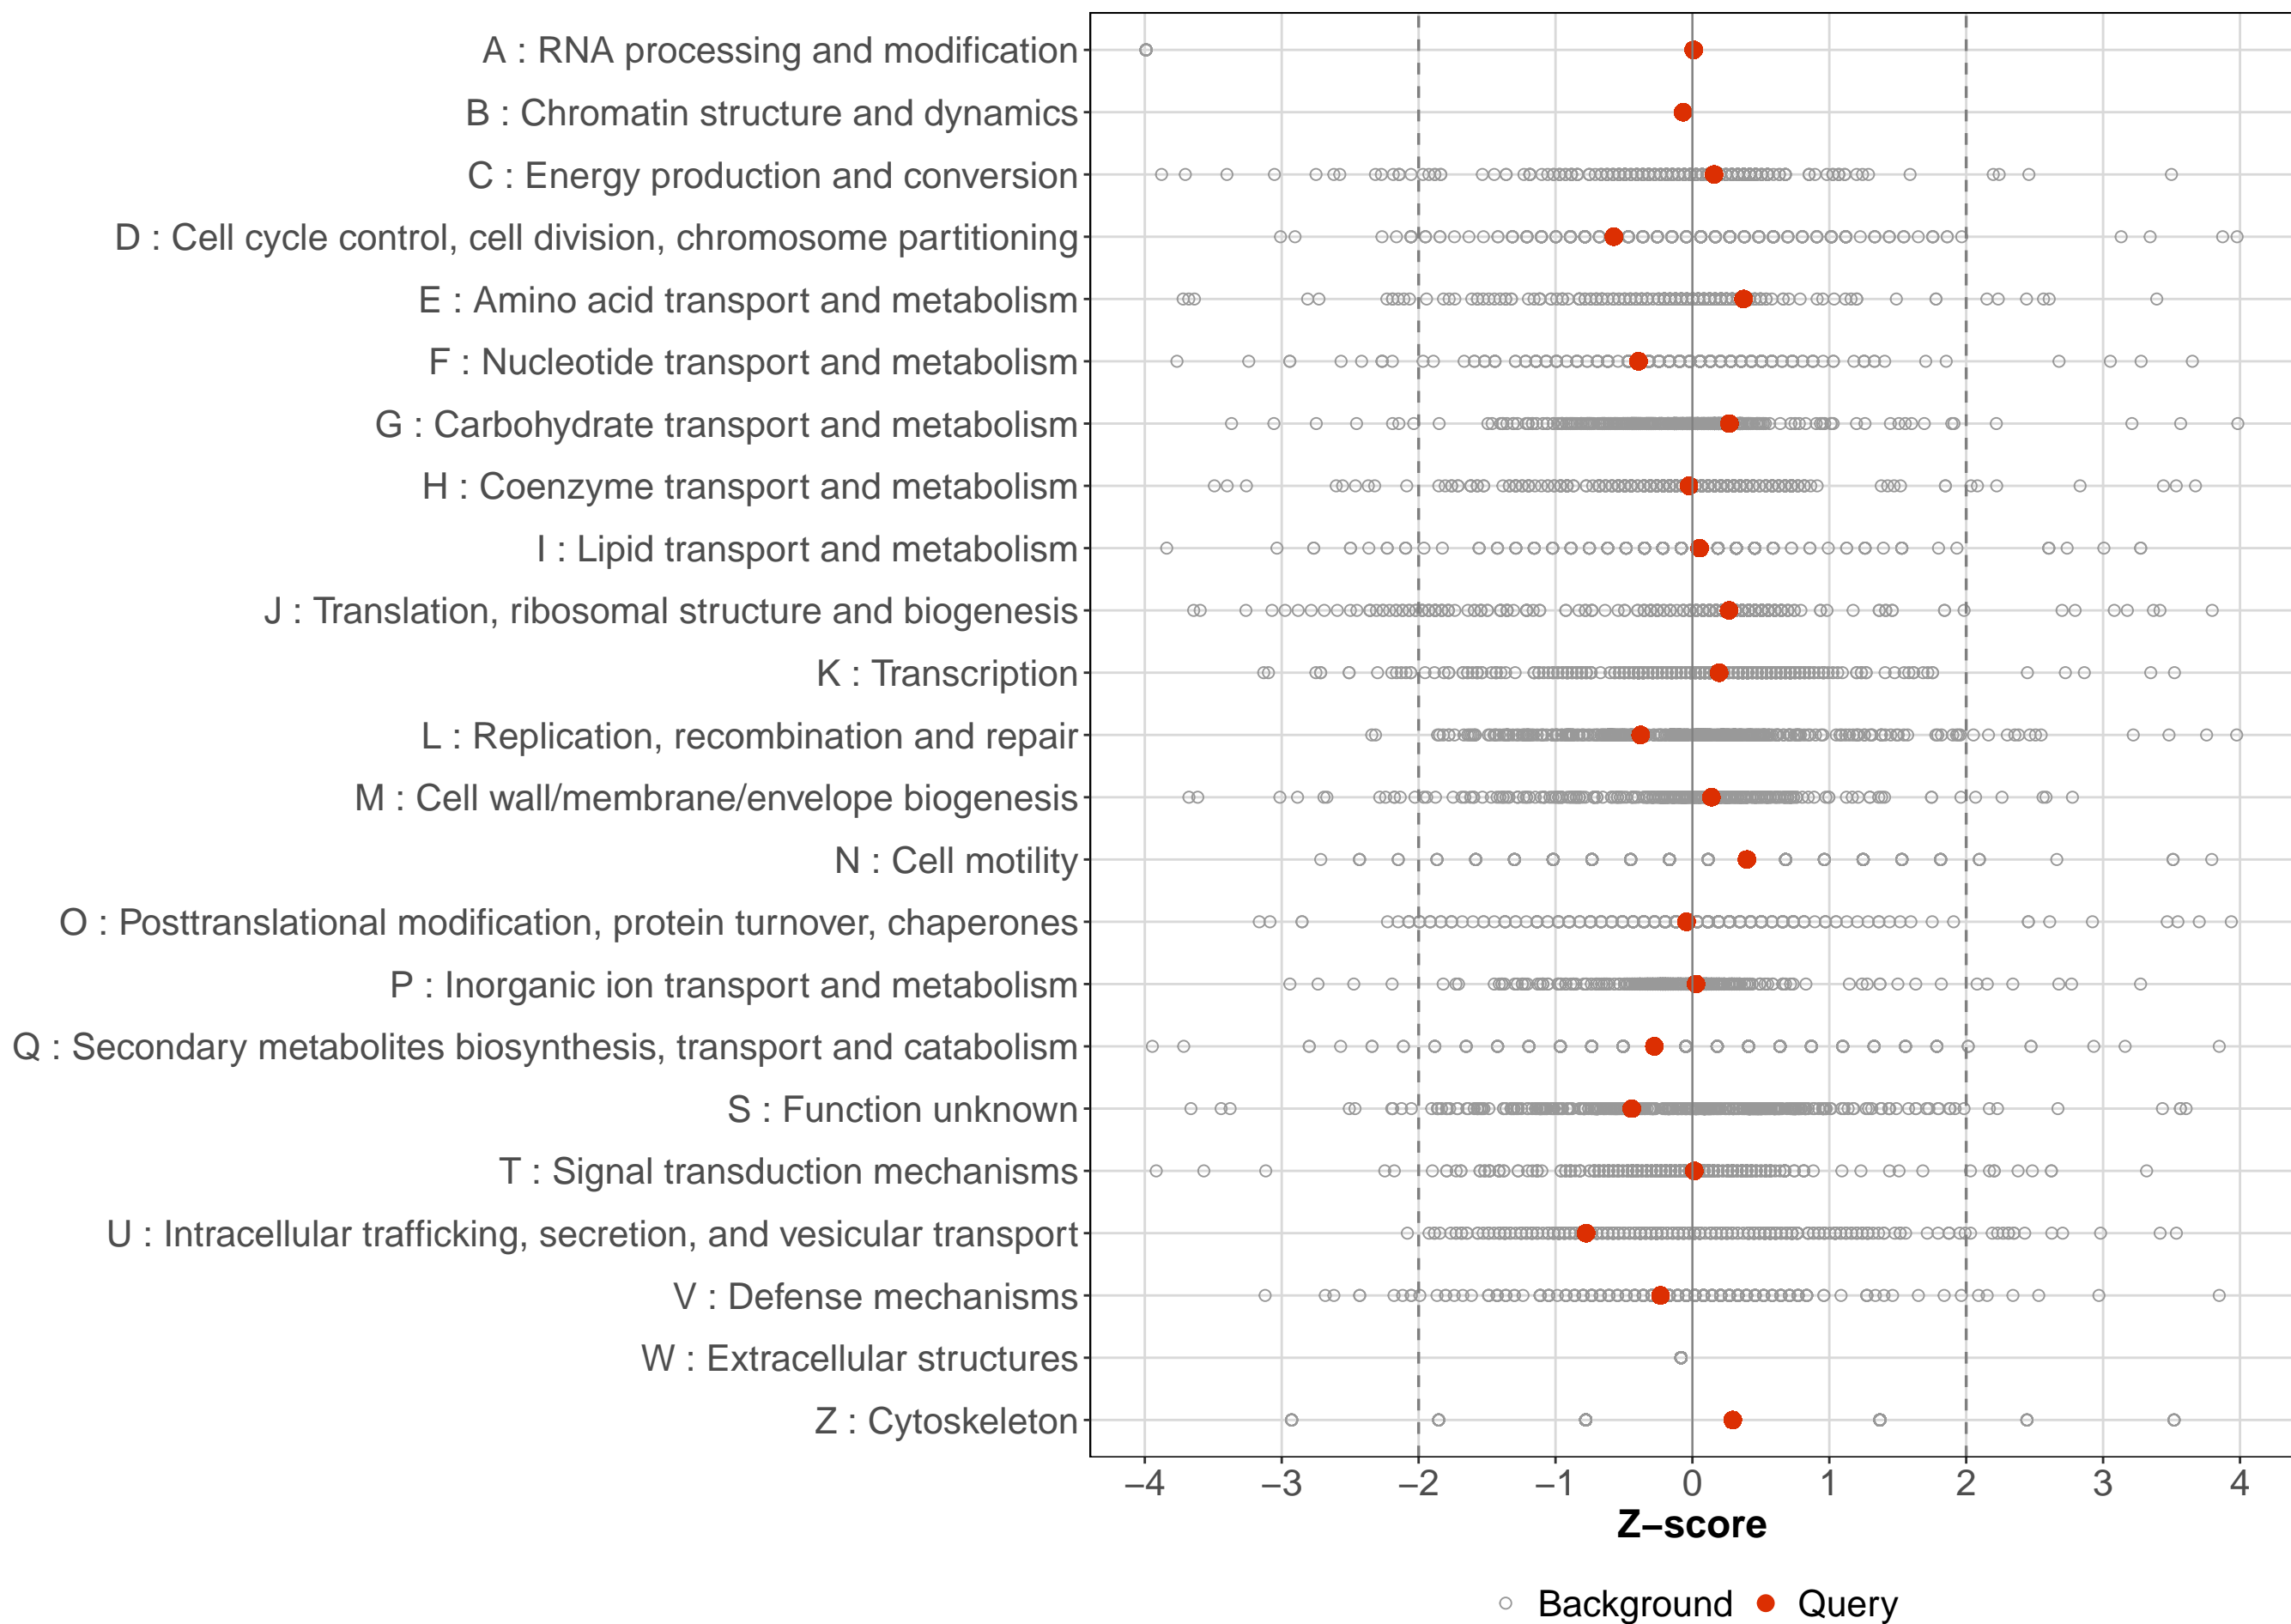 A : RNA processing and modification
B : Chromatin structure and dynamics
C : Energy production and conversion
D : Cell cycle control, cell division, chromosome partitioning
E : Amino acid transport and metabolism
F : Nucleotide transport and metabolism
G : Carbohydrate transport and metabolism
H : Coenzyme transport and metabolism
I : Lipid transport and metabolism
J : Translation, ribosomal structure and biogenesis
K : Transcription
L : Replication, recombination and repair
M : Cell wall/membrane/envelope biogenesis
N : Cell motility
O : Posttranslational modification, protein turnover, chaperones
P : Inorganic ion transport and metabolism
Q : Secondary metabolites biosynthesis, transport and catabolism
S : Function unknown
T : Signal transduction mechanisms
U : Intracellular trafficking, secretion, and vesicular transport
V : Defense mechanisms
W : Extracellular structures
Z : Cytoskeleton
−4 −3 −2 −1 0 1 2 3 4
Z−score
Background Query